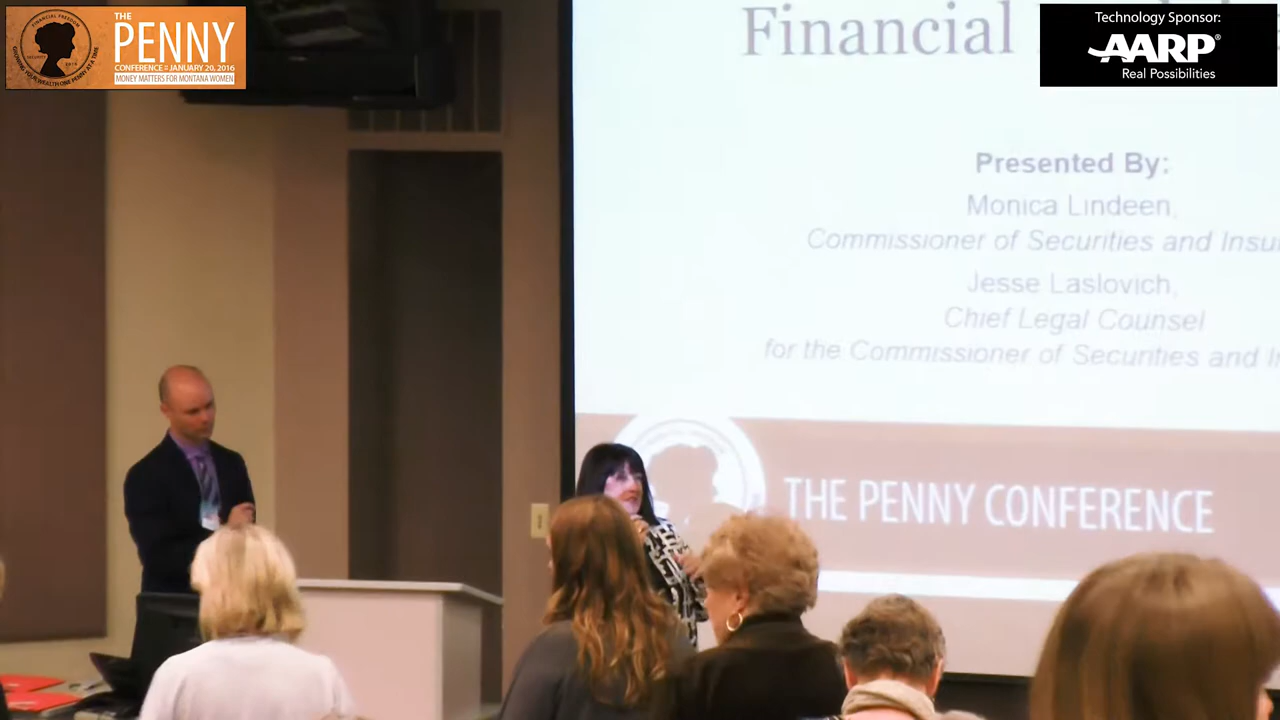 FINANCIAL FREEDOM
THE
PENNY
CONFERENCE JANUARY 20, 2016
MONEY MATTERS FOR MONTANA WOMEN
Technology Sponsor:
AARP®
Real Possibilities
Financial
Presented By:
Monica Lindeen,
Commissioner of Securities and Insu
Jesse Laslovich,
Chief Legal Counsel
for the Commissioner of Securities and I
THE PENNY CONFERENCE